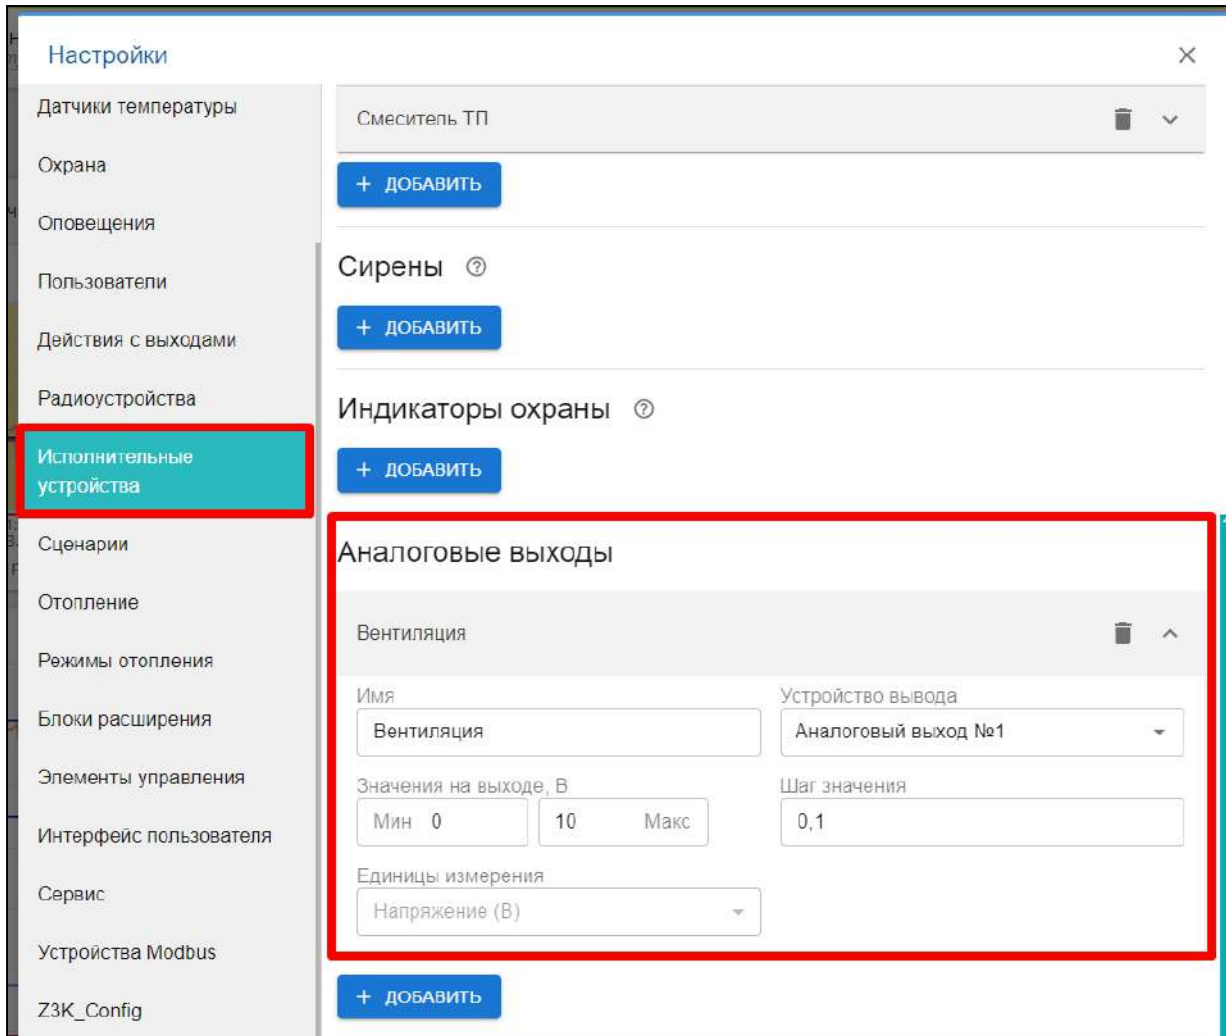 Настройки
Датчики температуры
Охрана
Оповещения
Пользователи
Действия с выходами
Радиоустройства
Исполнительные
устройства
Сценарии
Отопление
Режимы отопления
Блоки расширения
Элементы управления
Интерфейс пользователя
Сервис
Устройства Modbus
Z3K_Config
Смеситель ТП
+ ДОБАВИТЬ
Сирены
+ ДОБАВИТЬ
Индикаторы охраны
+ ДОБАВИТЬ
Аналоговые выходы
Вентиляция
Имя
Вентиляция
Устройство вывода
Аналоговый выход №1
Значения на выходе, В
Мин 0
10 Макс
Шаг значения
0,1
Единицы измерения
Напряжение (В)
+ ДОБАВИТЬ